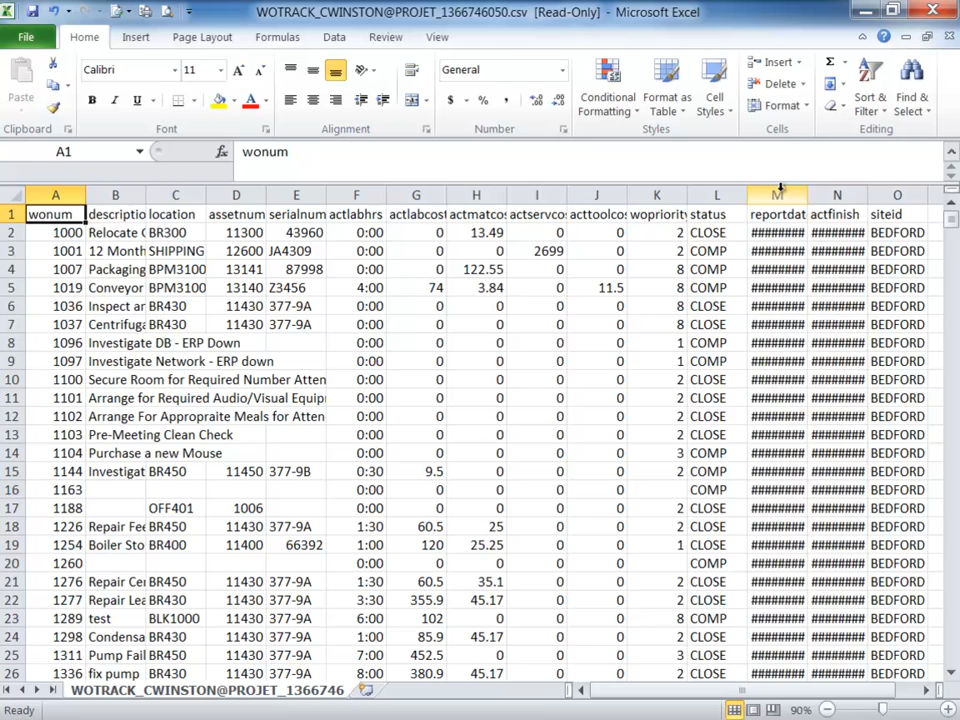 WOTRACK_CWINSTON@PROJET_1366746050.csv [Read-Only] - Microsoft Excel
File Home Insert Page Layout Formulas Data Review View
Paste Calibri 11 A A General Conditional Formatting Format as Table Cell Styles Insert Delete Format Σ Sort & Filter Find & Select
B I U A $ % ,
Clipboard Font Alignment Number Styles Cells Editing
A1 fx wonum
A B C D E F G H I J K L M N O
1 wonum descriptio location assetnum serialnum actlabhrs actlabcost actmatcos actservcos acttoolcos wopriority status reportdat actfinish siteid
2 1000 Relocate C BR300 11300 43960 0:00 0 13.49 0 0 2 CLOSE ######## ######## BEDFORD
3 1001 12 Month SHIPPING 12600 JA4309 0:00 0 0 2699 0 2 COMP ######## ######## BEDFORD
4 1007 Packaging BPM3100 13141 87998 0:00 0 122.55 0 0 8 COMP ######## ######## BEDFORD
5 1019 Conveyor BPM3100 13140 Z3456 4:00 74 3.84 0 11.5 8 COMP ######## ######## BEDFORD
6 1036 Inspect an BR430 11430 377-9A 0:00 0 0 0 0 8 CLOSE ######## ######## BEDFORD
7 1037 Centrifuga BR430 11430 377-9A 0:00 0 0 0 0 8 COMP ######## ######## BEDFORD
8 1096 Investigate DB - ERP Down 0:00 0 0 0 0 1 COMP ######## ######## BEDFORD
9 1097 Investigate Network - ERP down 0:00 0 0 0 0 1 COMP ######## ######## BEDFORD
10 1100 Secure Room for Required Number Atten 0:00 0 0 0 0 2 CLOSE ######## ######## BEDFORD
11 1101 Arrange for Required Audio/Visual Equip 0:00 0 0 0 0 2 CLOSE ######## ######## BEDFORD
12 1102 Arrange For Appropraite Meals for Atten 0:00 0 0 0 0 2 CLOSE ######## ######## BEDFORD
13 1103 Pre-Meeting Clean Check 0:00 0 0 0 0 2 CLOSE ######## ######## BEDFORD
14 1104 Purchase a new Mouse 0:00 0 0 0 0 3 COMP ######## ######## BEDFORD
15 1144 Investigat BR450 11450 377-9B 0:30 9.5 0 0 0 2 COMP ######## ######## BEDFORD
16 1163 0:00 0 0 0 0 COMP ######## ######## BEDFORD
17 1188 OFF401 1006 0:00 0 0 0 0 2 CLOSE ######## ######## BEDFORD
18 1226 Repair Fee BR450 11430 377-9A 1:30 60.5 25 0 0 2 CLOSE ######## ######## BEDFORD
19 1254 Boiler Sto BR400 11400 66392 1:00 120 25.25 0 0 1 CLOSE ######## ######## BEDFORD
20 1260 0:00 0 0 0 0 COMP ######## ######## BEDFORD
21 1276 Repair Cer BR450 11430 377-9A 1:30 60.5 35.1 0 0 2 CLOSE ######## ######## BEDFORD
22 1277 Repair Lea BR430 11430 377-9A 3:30 355.9 45.17 0 0 2 CLOSE ######## ######## BEDFORD
23 1289 test BLK1000 6:00 102 0 0 0 8 COMP ######## ######## BEDFORD
24 1298 Condensa BR430 11430 377-9A 1:00 85.9 45.17 0 0 2 CLOSE ######## ######## BEDFORD
25 1311 Pump Fail BR430 11430 377-9A 7:00 452.5 0 0 0 3 CLOSE ######## ######## BEDFORD
26 1336 fix pump BR430 11430 377-9A 8:00 380.9 45.17 0 0 2 CLOSE ######## ######## BEDFORD
WOTRACK_CWINSTON@PROJET_1366746
Ready 90%